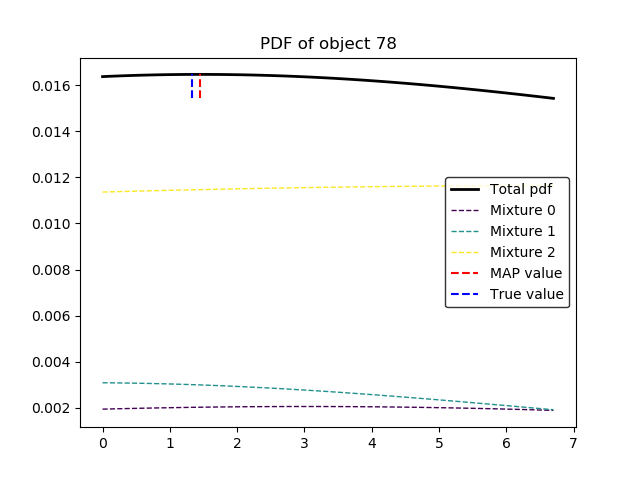 PDF of object 78
0.016
0.014
0.012
0.010
0.008
0.006
0.004
0.002
Total pdf
Mixture 0
Mixture 1
Mixture 2
MAP value
True value
0 1 2 3 4 5 6 7